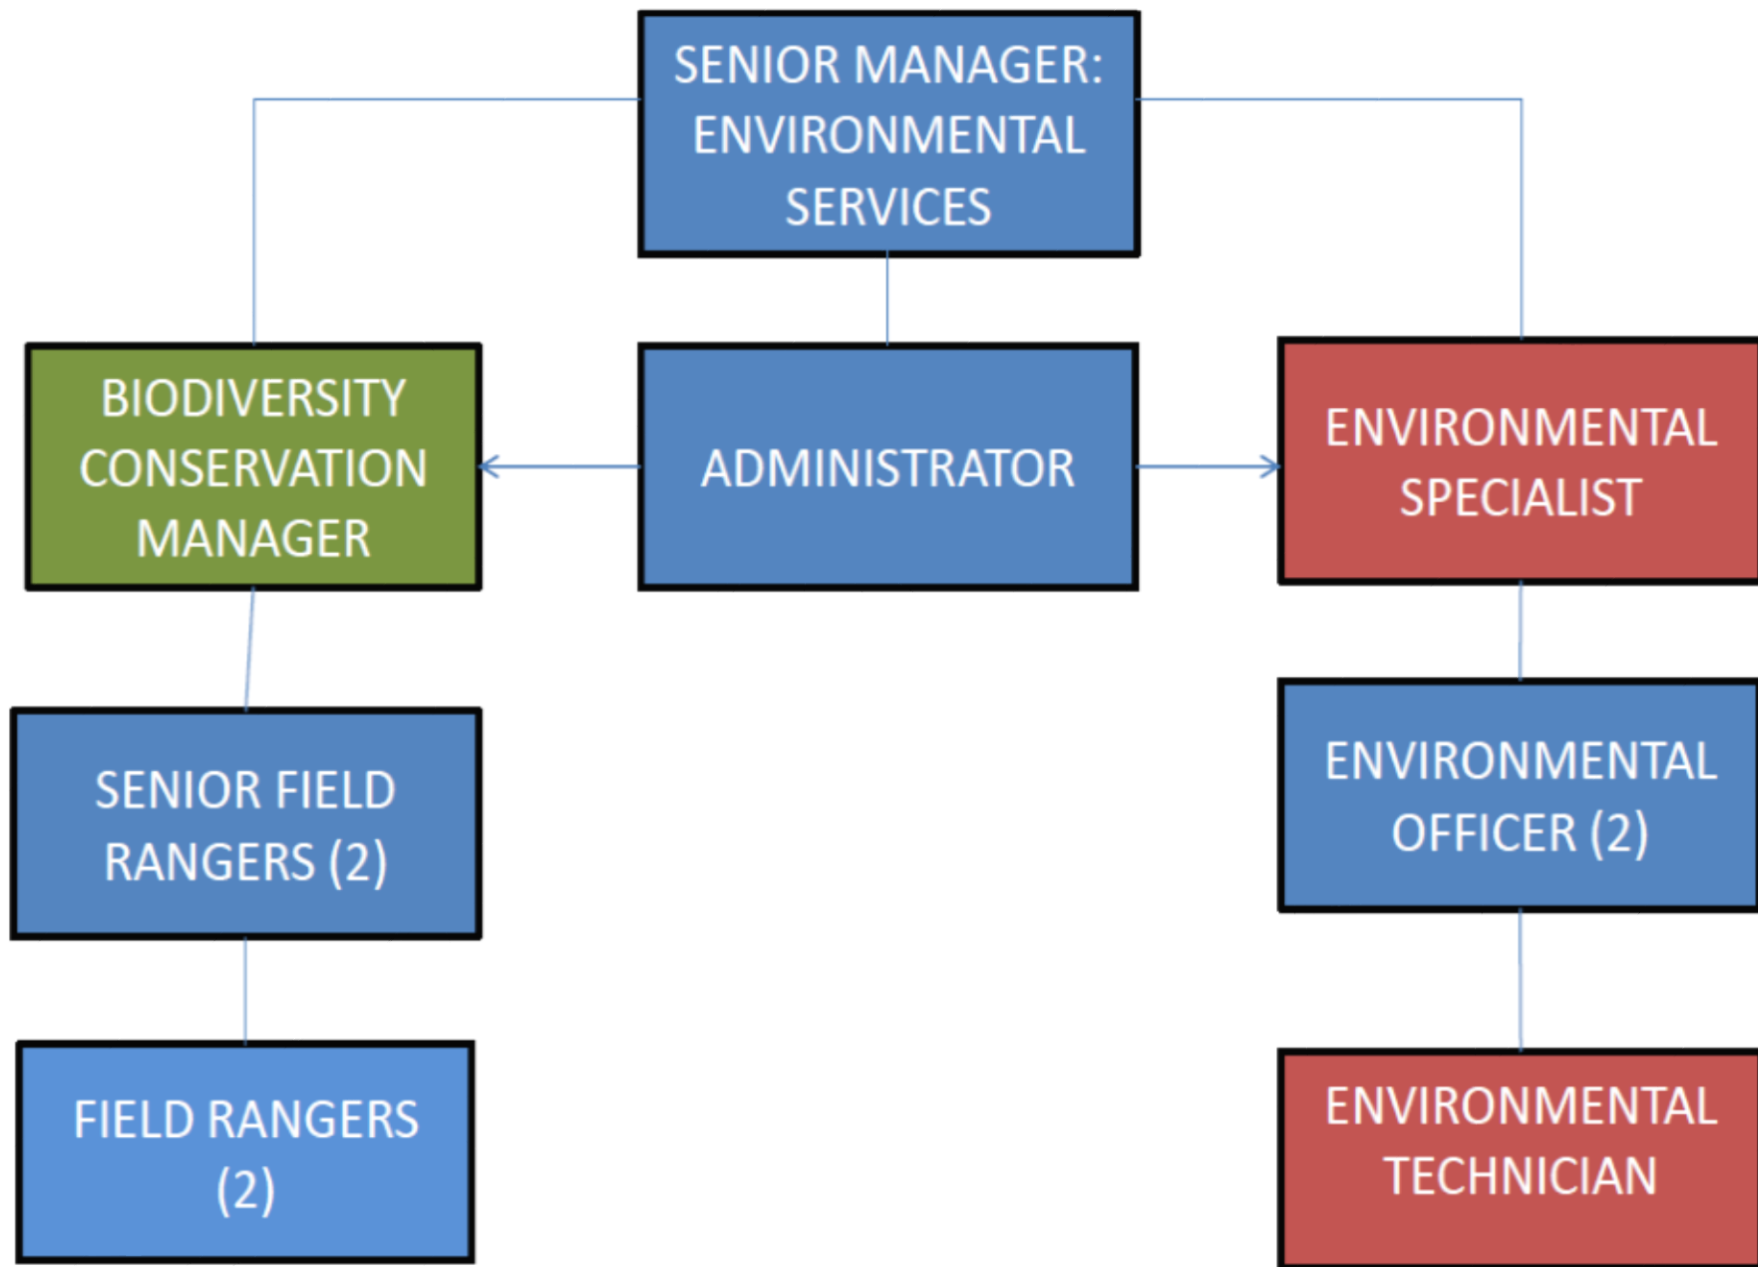 SENIOR MANAGER:
ENVIRONMENTAL
SERVICES
BIODIVERSITY
CONSERVATION
MANAGER
ADMINISTRATOR
ENVIRONMENTAL
SPECIALIST
SENIOR FIELD
RANGERS (2)
ENVIRONMENTAL
OFFICER (2)
FIELD RANGERS
(2)
ENVIRONMENTAL
TECHNICIAN